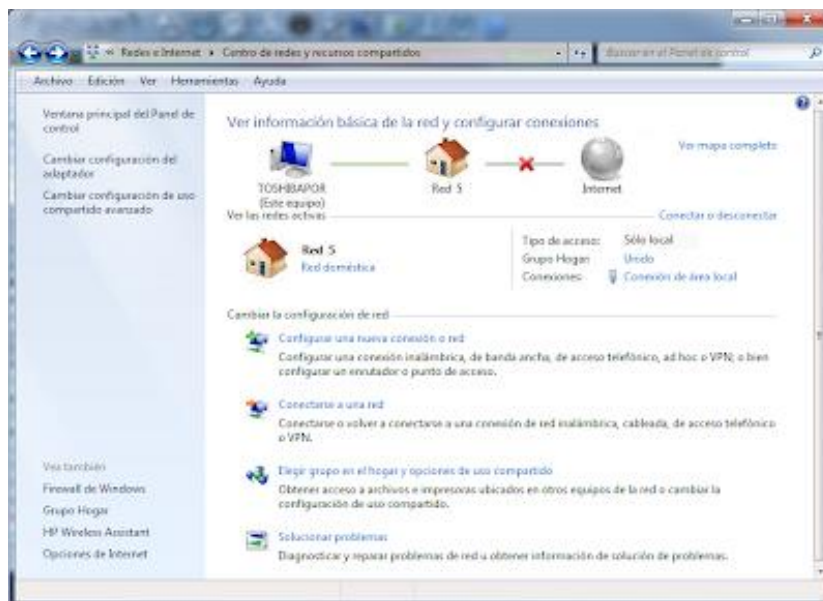 Redes e Internet ▸ Centro de redes y recursos compartidos
Buscar en el Panel de control
Archivo Edición Ver Herramientas Ayuda
Ventana principal del Panel de
control
Cambiar configuración del
adaptador
Cambiar configuración de uso
compartido avanzado
Vea también
Firewall de Windows
Grupo Hogar
HP Wireless Assistant
Opciones de Internet
Ver información básica de la red y configurar conexiones
Ver mapa completo
TOSHIBAPOR
(Este equipo)
Red 5
Internet
Ver las redes activas
Conectar o desconectar
Red 5
Red doméstica
Tipo de acceso: Sólo local
Grupo Hogar: Unido
Conexiones: Conexión de área local
Cambiar la configuración de red
Configurar una nueva conexión o red
Configurar una conexión inalámbrica, de banda ancha, de acceso telefónico, ad hoc o VPN; o bien
configurar un enrutador o punto de acceso.
Conectarse a una red
Conectarse o volver a conectarse a una conexión de red inalámbrica, cableada, de acceso telefónico
o VPN.
Elegir grupo en el hogar y opciones de uso compartido
Obtener acceso a archivos e impresoras ubicados en otros equipos de la red o cambiar la
configuración de uso compartido.
Solucionar problemas
Diagnosticar y reparar problemas de red u obtener información de solución de problemas.